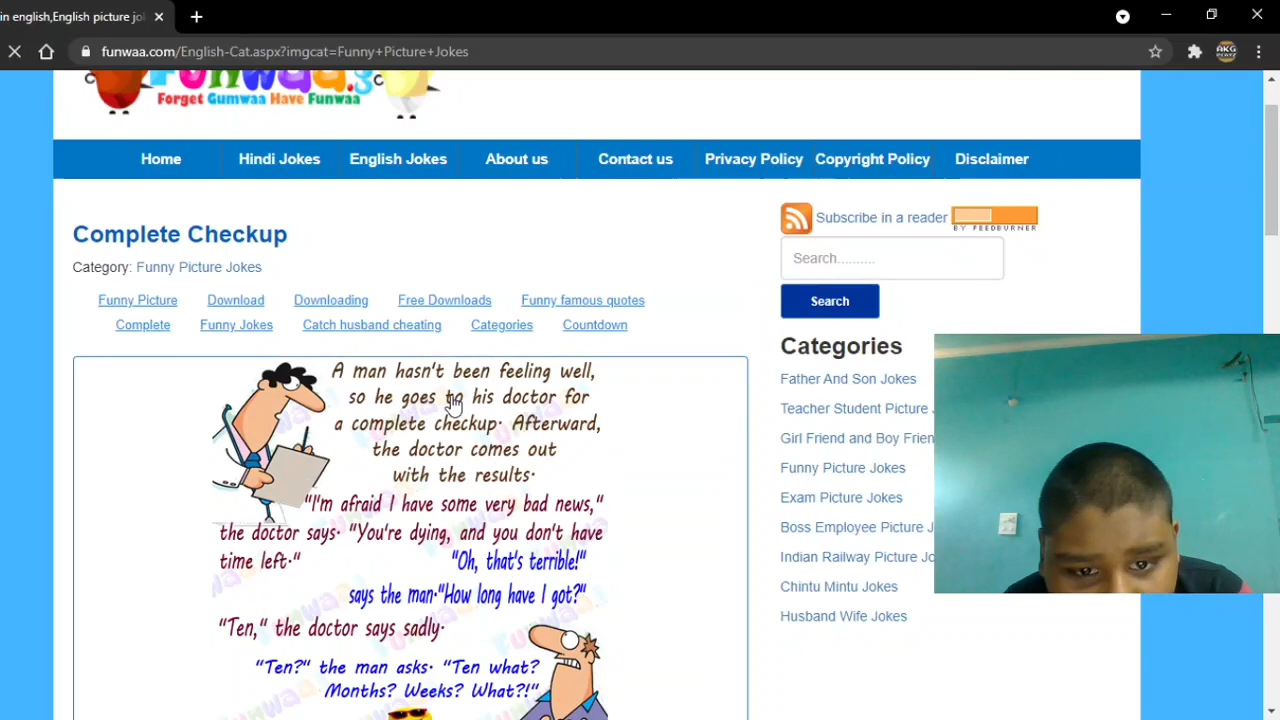 in english,English picture jo
funwaa.com/English-Cat.aspx?imgcat=Funny+Picture+Jokes
AKG
Funwaa.
Forget Gumwaa Have Funwaa
Home Hindi Jokes English Jokes About us Contact us Privacy Policy Copyright Policy Disclaimer
Complete Checkup
Category: Funny Picture Jokes
Funny Picture Download Downloading Free Downloads Funny famous quotes
Complete Funny Jokes Catch husband cheating Categories Countdown
A man hasn't been feeling well,
so he goes to his doctor for
a complete checkup. Afterward,
the doctor comes out
with the results.
"I'm afraid I have some very bad news,"
the doctor says. "You're dying, and you don't have
time left."
"Oh, that's terrible!"
says the man."How long have I got?"
"Ten," the doctor says sadly.
"Ten?" the man asks. "Ten what?
Months? Weeks? What?!"
Subscribe in a reader
BY FEEDBURNER
Search.........
Search
Categories
Father And Son Jokes
Teacher Student Picture
Girl Friend and Boy Frien
Funny Picture Jokes
Exam Picture Jokes
Boss Employee Picture J
Indian Railway Picture Jo
Chintu Mintu Jokes
Husband Wife Jokes